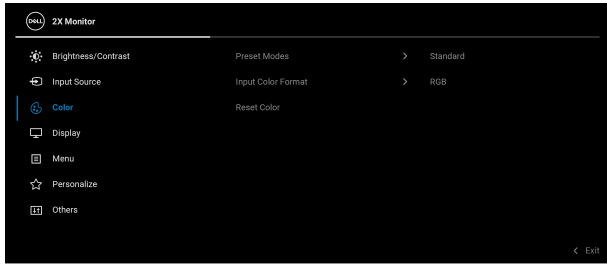 DELL 2X Monitor
Brightness/Contrast Preset Modes > Standard
Input Source Input Color Format > RGB
Color Reset Color
Display
Menu
Personalize
Others
< Exit